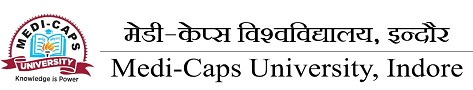 MEDI-CAPS
UNIVERSITY
Knowledge is Power
मेडी-केप्स विश्वविद्यालय, इन्दौर
Medi-Caps University, Indore